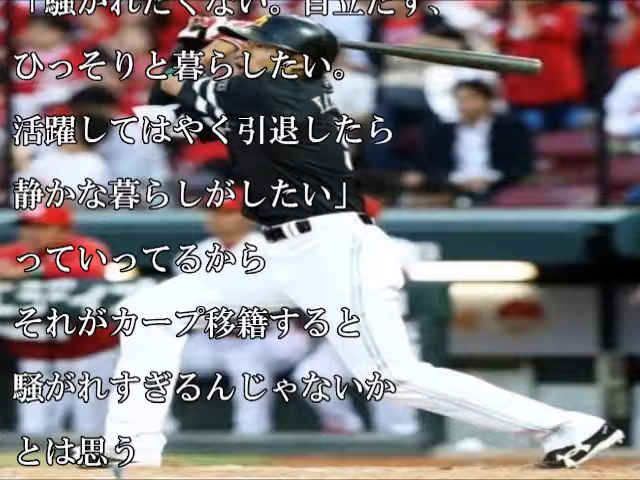 「騒がれたくない。目立たず、
ひっそりと暮らしたい。
活躍してはやく引退したら
静かな暮らしがしたい」
っていってるから
それがカープ移籍すると
騒がれすぎるんじゃないか
とは思う